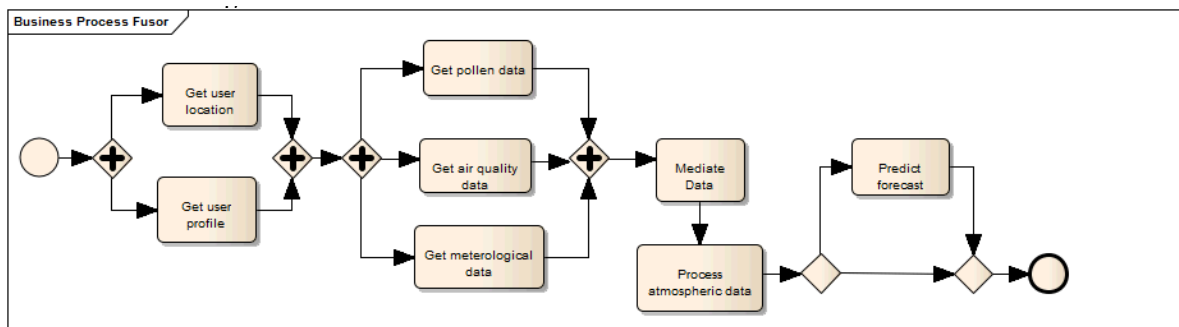 Business Process Fusor
Get user
location
Get user
profile
Get pollen data
Get air quality
data
Get meterological
data
Mediate
Data
Process
atmospheric data
Predict
forecast